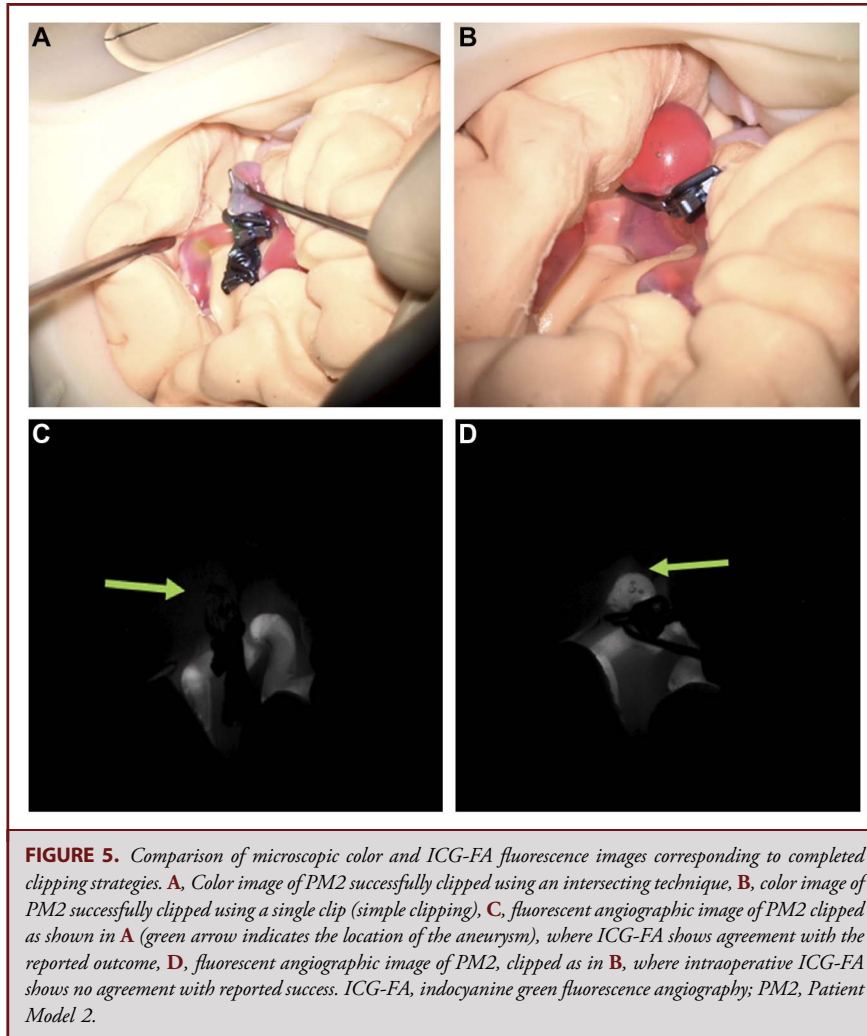 A
B
C
D
FIGURE 5. Comparison of microscopic color and ICG-FA fluorescence images corresponding to completed
clipping strategies. A, Color image of PM2 successfully clipped using an intersecting technique, B, color image of
PM2 successfully clipped using a single clip (simple clipping), C, fluorescent angiographic image of PM2 clipped
as shown in A (green arrow indicates the location of the aneurysm), where ICG-FA shows agreement with the
reported outcome, D, fluorescent angiographic image of PM2, clipped as in B, where intraoperative ICG-FA
shows no agreement with reported success. ICG-FA, indocyanine green fluorescence angiography; PM2, Patient
Model 2.